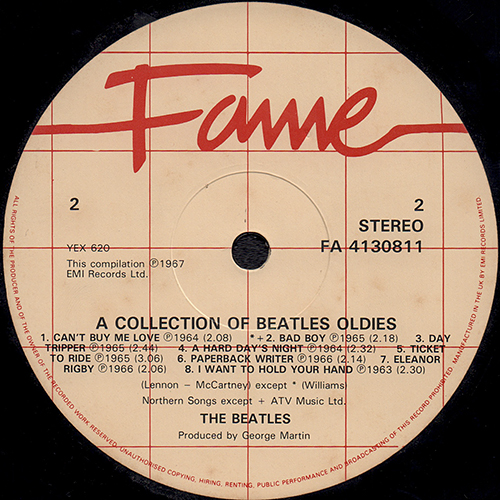 Fame
2 2
STEREO
YEX 620 FA 4130811
This compilation ℗1967
EMI Records Ltd.
A COLLECTION OF BEATLES OLDIES
1. CAN'T BUY ME LOVE ℗1964 (2.08) *+2. BAD BOY ℗1965 (2.18) 3. DAY
TRIPPER ℗1965 (2.44) 4. A HARD DAY'S NIGHT ℗1964 (2.32) 5. TICKET
TO RIDE ℗1965 (3.06) 6. PAPERBACK WRITER ℗1966 (2.14) 7. ELEANOR
RIGBY ℗1966 (2.06) 8. I WANT TO HOLD YOUR HAND ℗1963 (2.30)
(Lennon - McCartney) except * (Williams)
Northern Songs except + ATV Music Ltd.
THE BEATLES
Produced by George Martin
ALL RIGHTS OF THE PRODUCER AND OF THE OWNER OF THE RECORDED WORK RESERVED. UNAUTHORISED COPYING, HIRING, RENTING, PUBLIC PERFORMANCE AND BROADCASTING OF THIS RECORD PROHIBITED. MADE IN U.K. BY EMI RECORDS LIMITED.